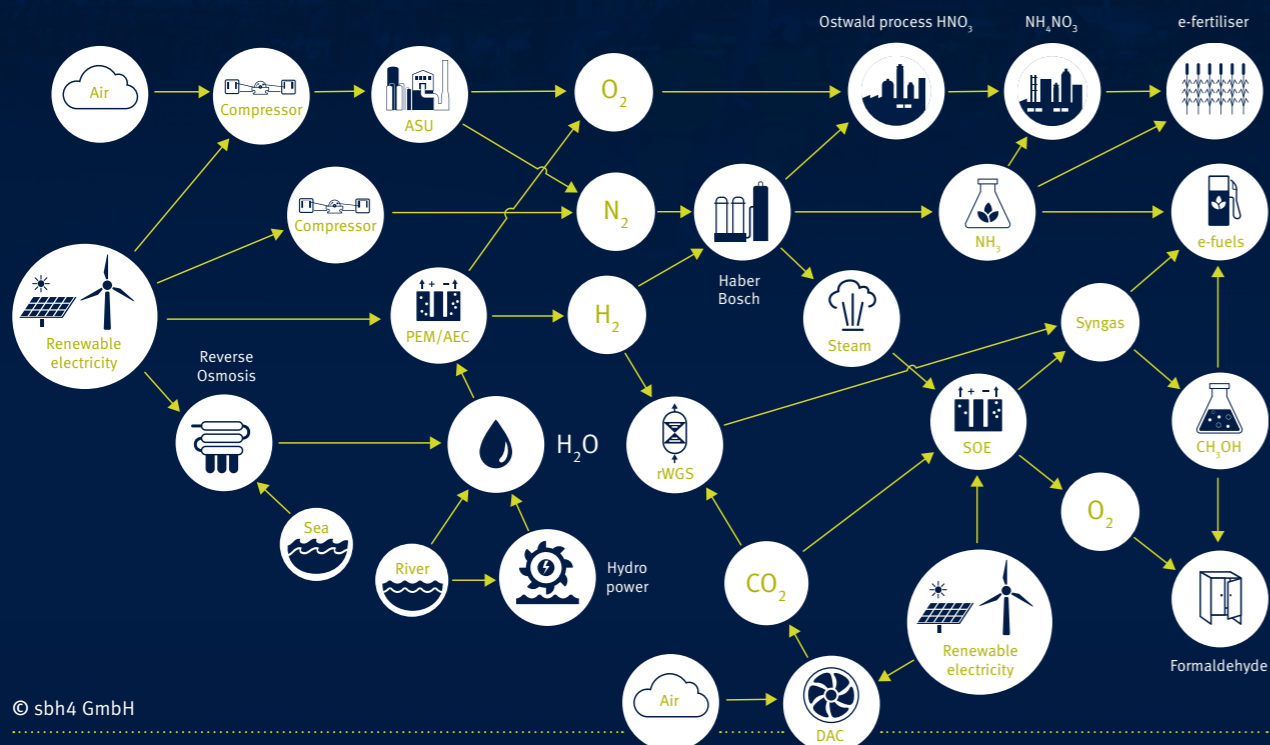 Ostwald process HNO₃
NH₄NO₃
e-fertiliser
Air
Compressor
ASU
O₂
Compressor
N₂
Haber
Bosch
NH₃
e-fuels
Renewable
electricity
PEM/AEC
H₂
Steam
Syngas
Reverse
Osmosis
H₂O
rWGS
SOE
CH₃OH
Sea
River
Hydro
power
CO₂
O₂
Renewable
electricity
Formaldehyde
Air
DAC
© sbh4 GmbH